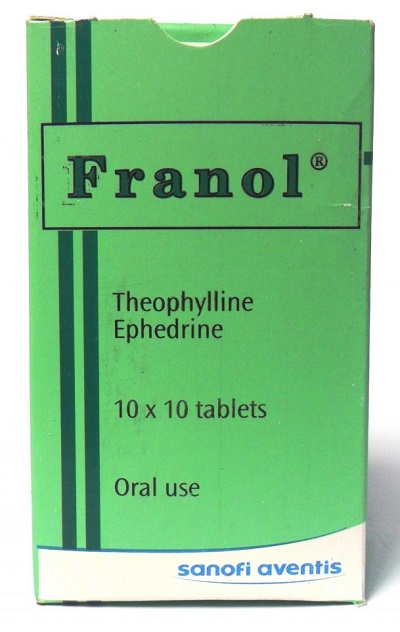 Franol®
Theophylline
Ephedrine
10 x 10 tablets
Oral use
sanofi aventis